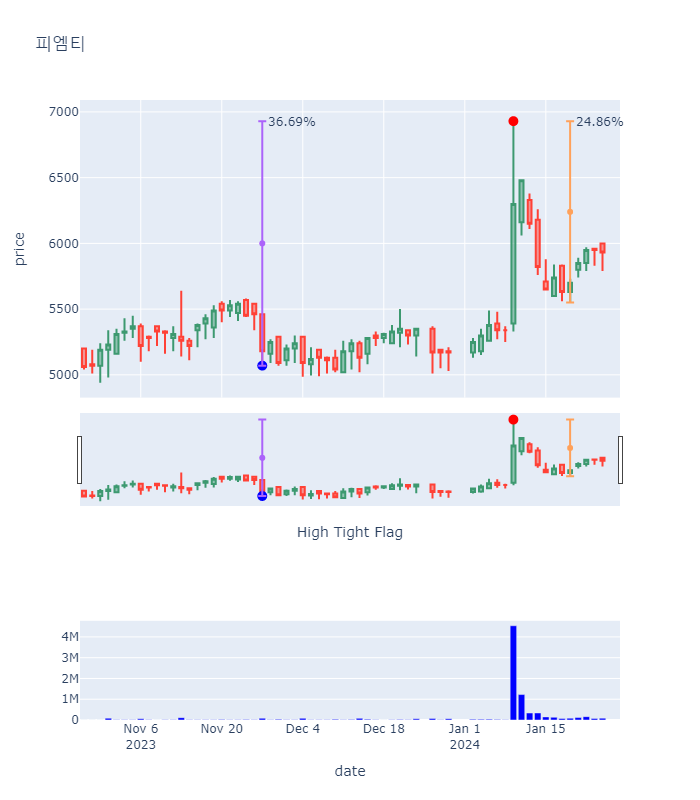 피엠티
7000
6500
6000
5500
5000
price
36.69%
24.86%
High Tight Flag
4M
3M
2M
1M
0
Nov 6
2023
Nov 20
Dec 4
Dec 18
Jan 1
2024
Jan 15
date